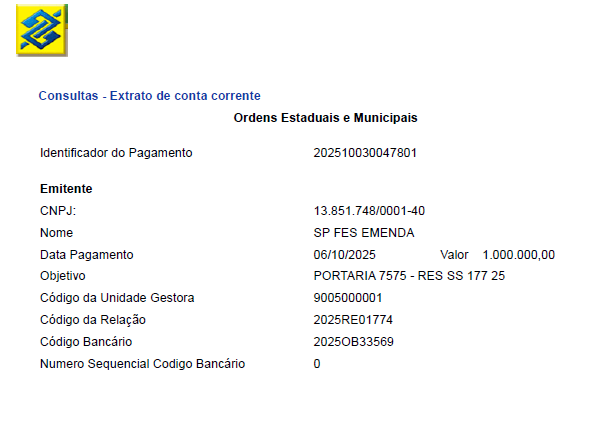 Consultas - Extrato de conta corrente
Ordens Estaduais e Municipais
Identificador do Pagamento 202510030047801
Emitente
CNPJ: 13.851.748/0001-40
Nome SP FES EMENDA
Data Pagamento 06/10/2025 Valor 1.000.000,00
Objetivo PORTARIA 7575 - RES SS 177 25
Código da Unidade Gestora 9005000001
Código da Relação 2025RE01774
Código Bancário 2025OB33569
Numero Sequencial Codigo Bancário 0